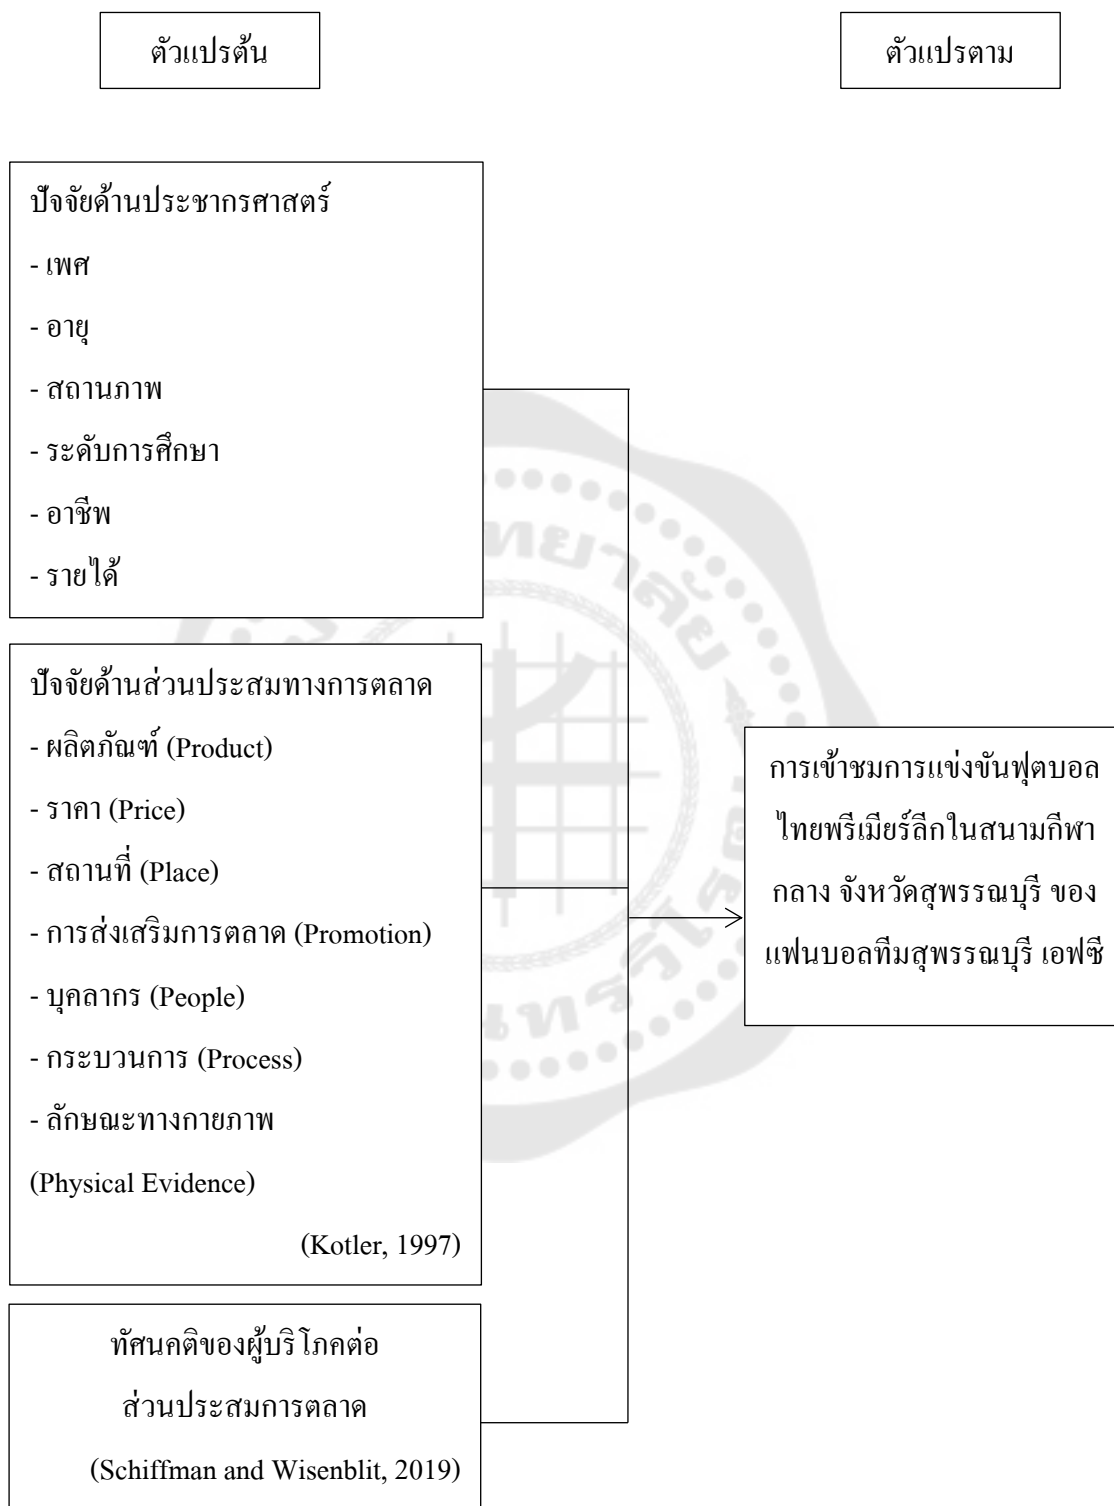 ตัวแปรต้น
ตัวแปรตาม
ปัจจัยด้านประชากรศาสตร์
- เพศ
- อายุ
- สถานภาพ
- ระดับการศึกษา
- อาชีพ
- รายได้
ปัจจัยด้านส่วนประสมทางการตลาด
- ผลิตภัณฑ์ (Product)
- ราคา (Price)
- สถานที่ (Place)
- การส่งเสริมการตลาด (Promotion)
- บุคลากร (People)
- กระบวนการ (Process)
- ลักษณะทางกายภาพ
(Physical Evidence)
(Kotler, 1997)
ทัศนคติของผู้บริโภคต่อ
ส่วนประสมการตลาด
(Schiffman and Wisenblit, 2019)
การเข้าชมการแข่งขันฟุตบอล
ไทยพรีเมียร์ลีกในสนามกีฬา
กลาง จังหวัดสุพรรณบุรี ของ
แฟนบอลทีมสุพรรณบุรี เอฟซี